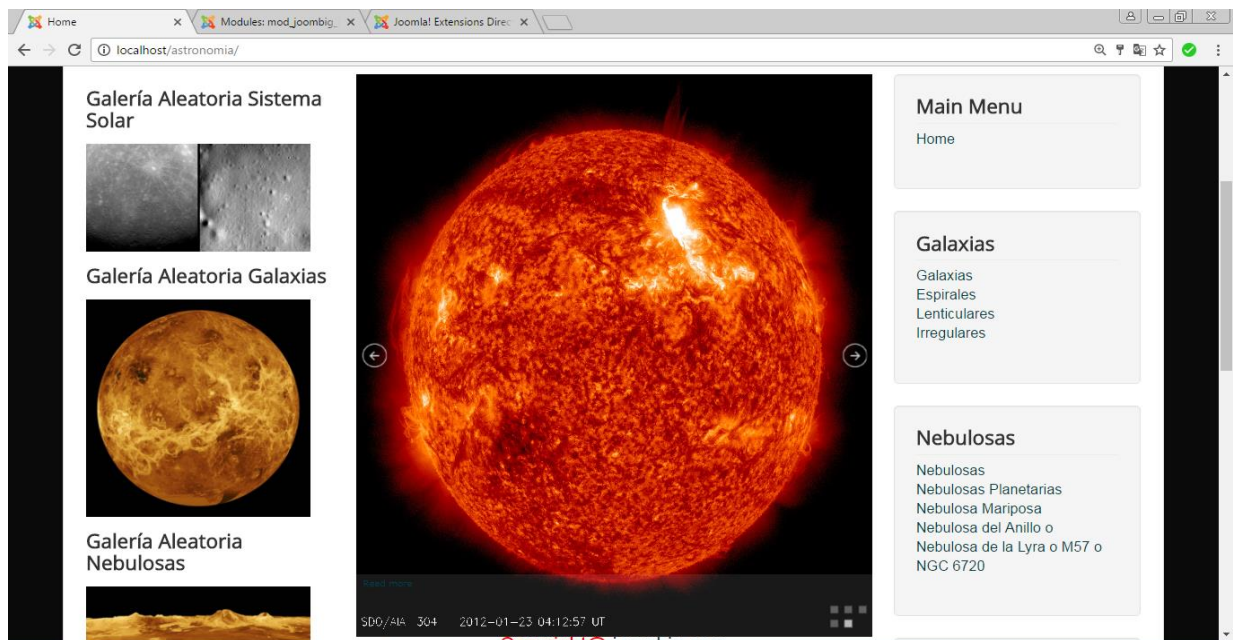 Home
Modules: mod_joombig_
Joomla! Extensions Direc
localhost/astronomia/
Galería Aleatoria Sistema
Solar
Galería Aleatoria Galaxias
Galería Aleatoria
Nebulosas
Read more
SDO/AIA 304 2012-01-23 04:12:57 UT
Main Menu
Home
Galaxias
Galaxias
Espirales
Lenticulares
Irregulares
Nebulosas
Nebulosas
Nebulosas Planetarias
Nebulosa Mariposa
Nebulosa del Anillo o
Nebulosa de la Lyra o M57 o
NGC 6720